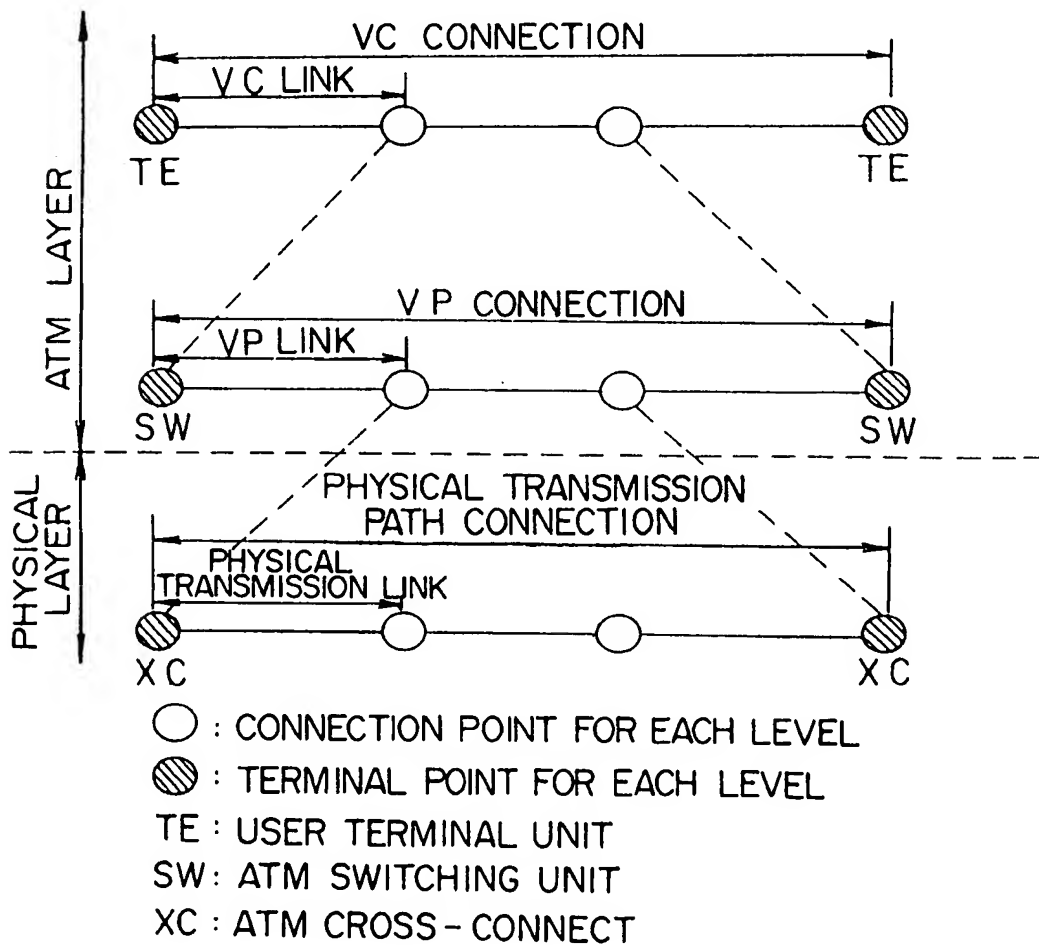 VC CONNECTION
VC LINK
TE
TE
ATM LAYER
VP CONNECTION
VP LINK
SW
SW
PHYSICAL
LAYER
PHYSICAL TRANSMISSION
PATH CONNECTION
PHYSICAL
TRANSMISSION LINK
XC
XC
: CONNECTION POINT FOR EACH LEVEL
: TERMINAL POINT FOR EACH LEVEL
TE : USER TERMINAL UNIT
SW: ATM SWITCHING UNIT
XC : ATM CROSS-CONNECT